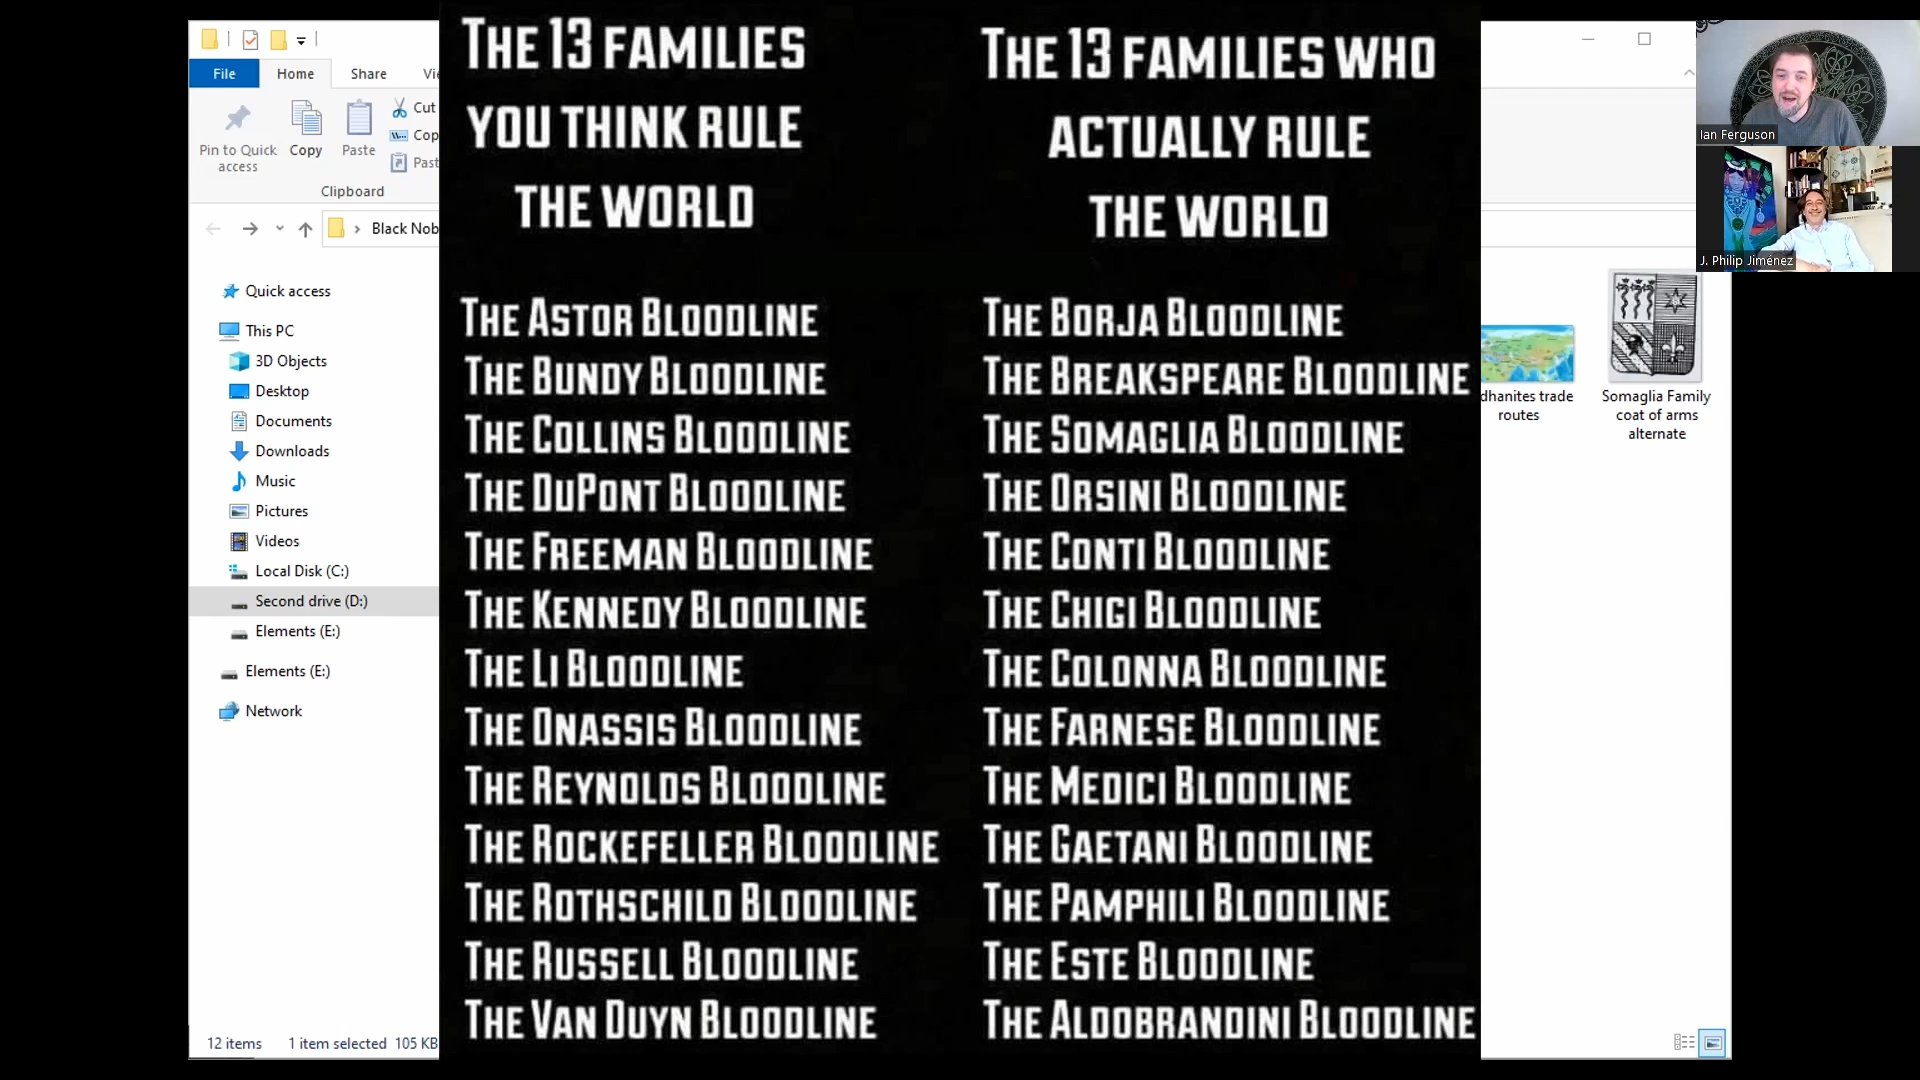 File
Home
Share
Pin to Quick
access
Copy
Paste
Cut
Clipboard
Black Nob
Quick access
This PC
3D Objects
Desktop
Documents
Downloads
Music
Pictures
Videos
Local Disk (C:)
Second drive (D:)
Elements (E:)
Elements (E:)
Network
12 items
1 item selected
105 KB
THE 13 FAMILIES
YOU THINK RULE
THE WORLD
THE ASTOR BLOODLINE
THE BUNDY BLOODLINE
THE COLLINS BLOODLINE
THE DUPONT BLOODLINE
THE FREEMAN BLOODLINE
THE KENNEDY BLOODLINE
THE LI BLOODLINE
THE ONASSIS BLOODLINE
THE REYNOLDS BLOODLINE
THE ROCKEFELLER BLOODLINE
THE ROTHSCHILD BLOODLINE
THE RUSSELL BLOODLINE
THE VAN DUYN BLOODLINE
THE 13 FAMILIES WHO
ACTUALLY RULE
THE WORLD
THE BORJA BLOODLINE
THE BREAKSPEARE BLOODLINE
THE SOMAGLIA BLOODLINE
THE ORSINI BLOODLINE
THE CONTI BLOODLINE
THE CHIGI BLOODLINE
THE COLONNA BLOODLINE
THE FARNESE BLOODLINE
THE MEDICI BLOODLINE
THE GAETANI BLOODLINE
THE PAMPHILI BLOODLINE
THE ESTE BLOODLINE
THE ALDOBRANDINI BLOODLINE
Ian Ferguson
J. Philip Jiménez
dhanites trade
routes
Somaglia Family
coat of arms
alternate